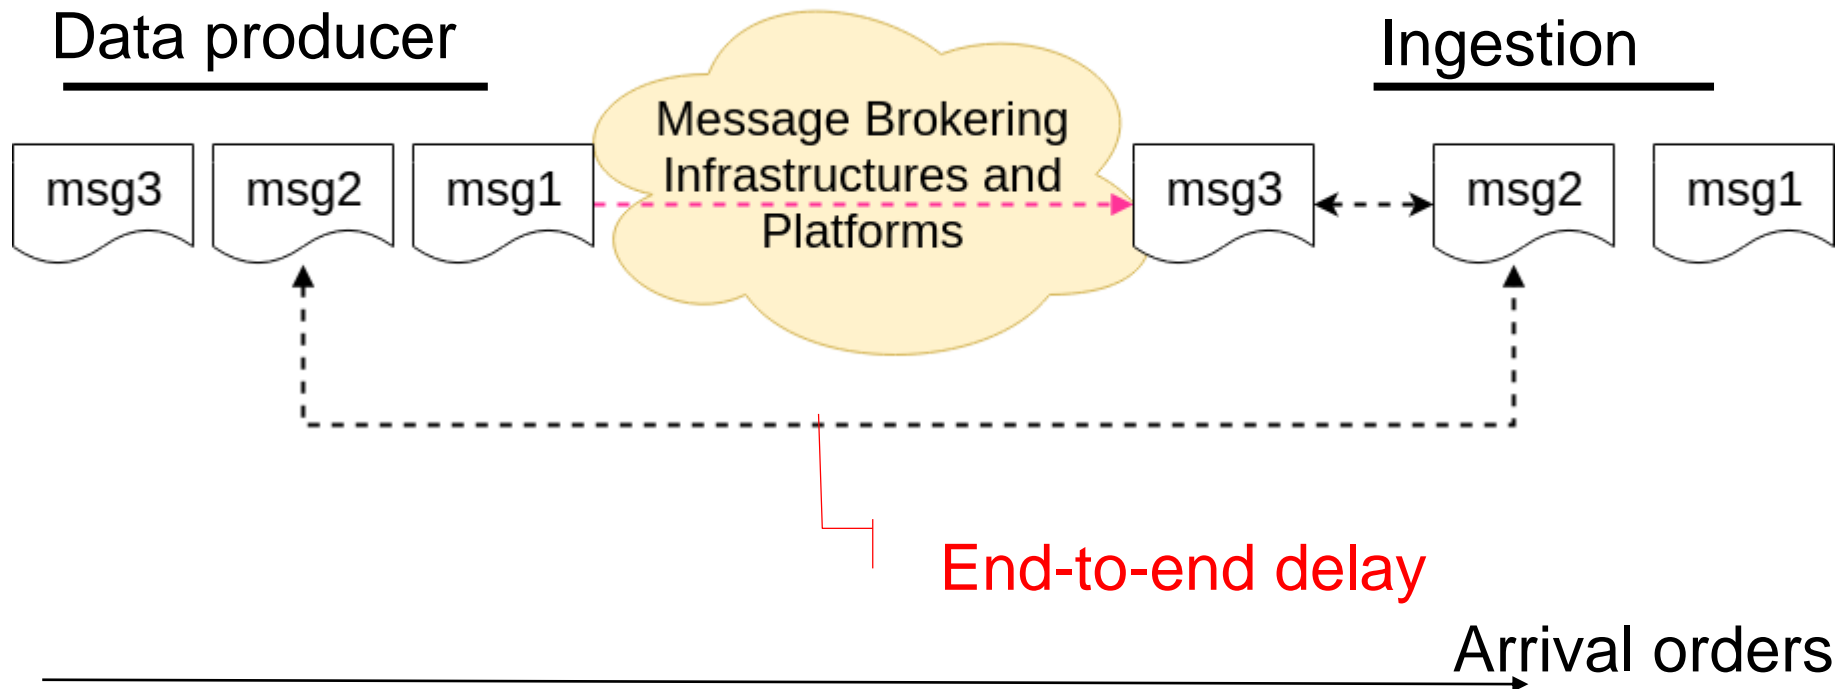 Data producer
Ingestion
Message Brokering
Infrastructures and
Platforms
msg3
msg2
msg1
msg3
msg2
msg1
End-to-end delay
Arrival orders